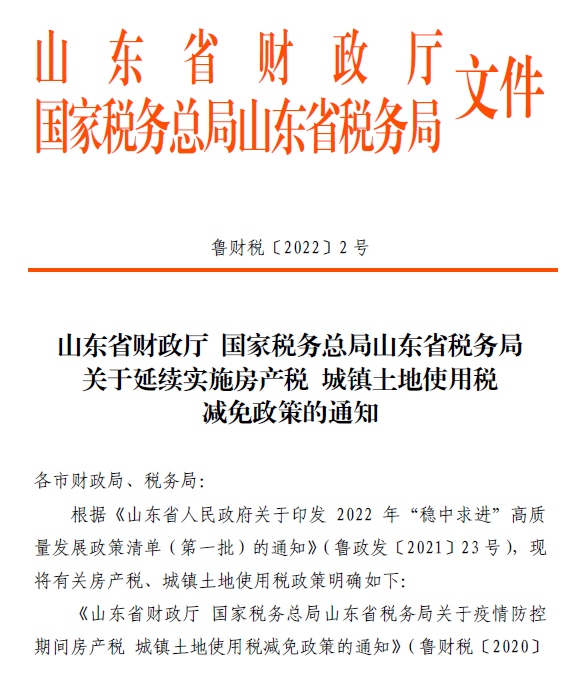 山东省财政厅
国家税务总局山东省税务局
文件
鲁财税〔2022〕2号
山东省财政厅 国家税务总局山东省税务局
关于延续实施房产税 城镇土地使用税
减免政策的通知
各市财政局、税务局:
根据《山东省人民政府关于印发 2022 年“稳中求进”高质
量发展政策清单(第一批)的通知》(鲁政发〔2021〕23号),现
将有关房产税、城镇土地使用税政策明确如下:
《山东省财政厅 国家税务总局山东省税务局关于疫情防控
期间房产税 城镇土地使用税减免政策的通知》(鲁财税〔2020〕